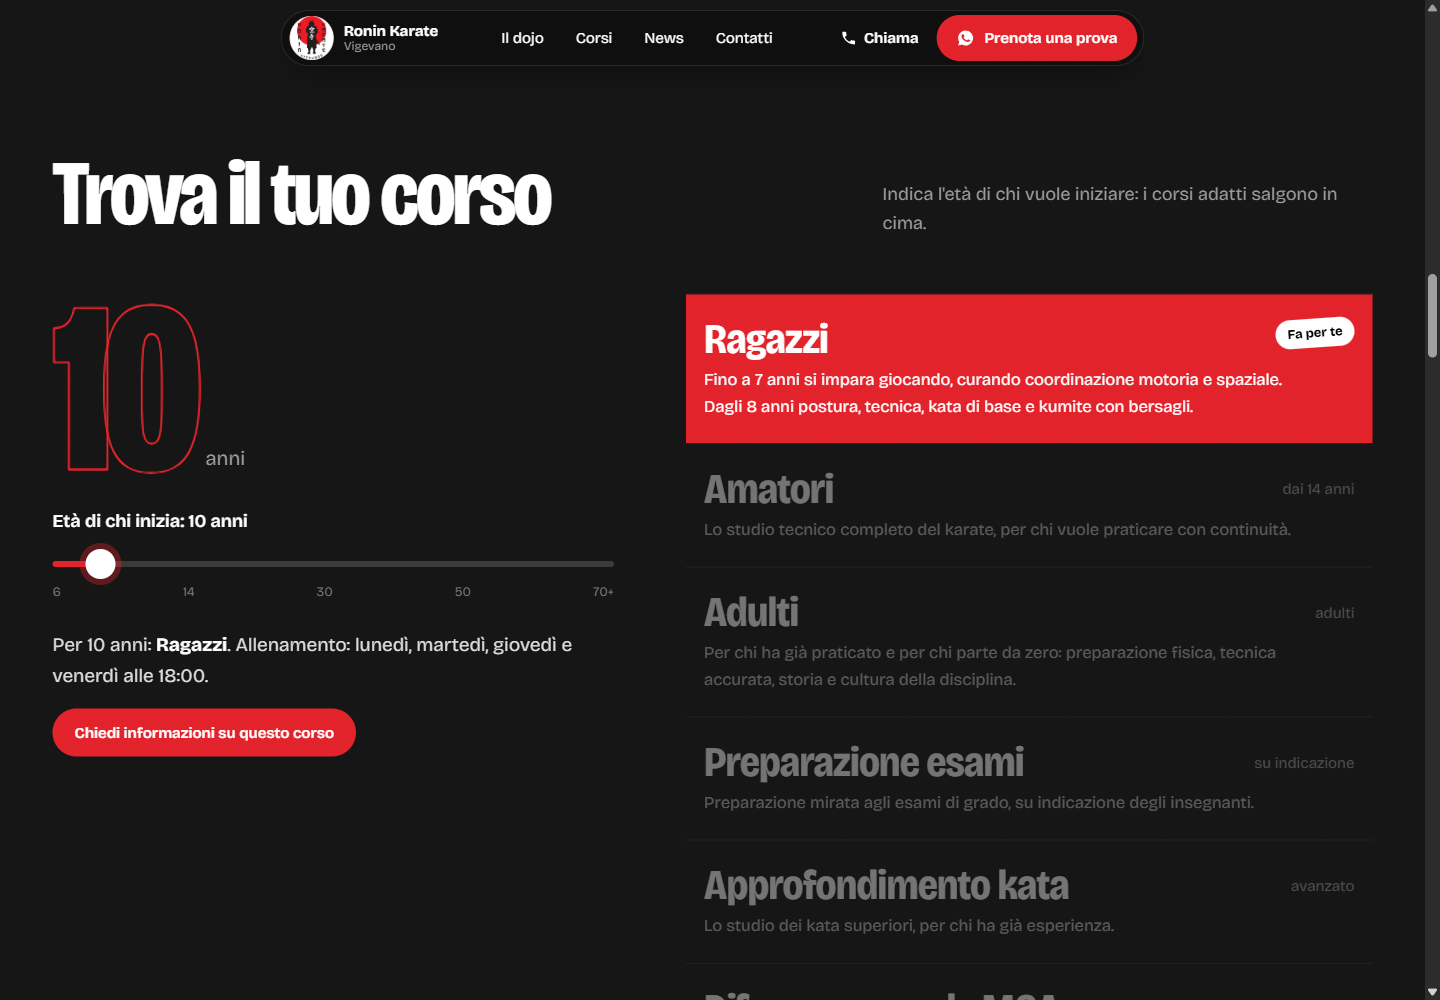 Ronin Karate
Vigevano
Il dojo
Corsi
News
Contatti
Chiama
Prenota una prova
Trova il tuo corso
Indica l'età di chi vuole iniziare: i corsi adatti salgono in
cima.
10 anni
Età di chi inizia: 10 anni
6 14 30 50 70+
Per 10 anni: Ragazzi. Allenamento: lunedì, martedì, giovedì e
venerdì alle 18:00.
Chiedi informazioni su questo corso
Ragazzi
Fa per te
Fino a 7 anni si impara giocando, curando coordinazione motoria e spaziale.
Dagli 8 anni postura, tecnica, kata di base e kumite con bersagli.
Amatori
dai 14 anni
Lo studio tecnico completo del karate, per chi vuole praticare con continuità.
Adulti
adulti
Per chi ha già praticato e per chi parte da zero: preparazione fisica, tecnica
accurata, storia e cultura della disciplina.
Preparazione esami
su indicazione
Preparazione mirata agli esami di grado, su indicazione degli insegnanti.
Approfondimento kata
avanzato
Lo studio dei kata superiori, per chi ha già esperienza.